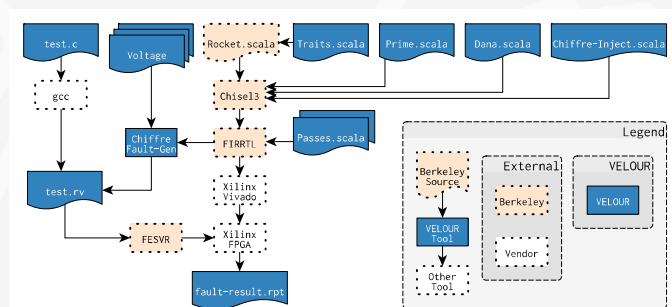 test.c
Voltage
Rocket.scala
Traits.scala
Prime.scala
Dana.scala
Chiffre-Inject.scala
gcc
Chisel3
Chiffre
Fault-Gen
FIRRTL
Passes.scala
test.rv
Xilinx
Vivado
FESVR
Xilinx
FPGA
fault-result.rpt
Legend
Berkeley
Source
VELOUR
Tool
Other
Tool
External
Berkeley
Vendor
VELOUR
VELOUR